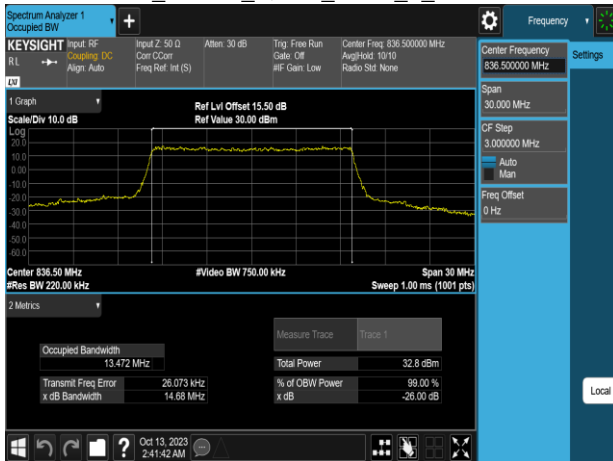 Spectrum Analyzer 1
Occupied BW
+
Frequency
KEYSIGHT
RL
LXI
Input: RF
Coupling: DC
Align: Auto
Input Z: 50 Ω
Corr CCorr
Freq Ref: Int (S)
Atten: 30 dB
Trig: Free Run
Gate: Off
#IF Gain: Low
Center Freq: 836.500000 MHz
Avg|Hold: 10/10
Radio Std: None
Center Frequency
836.500000 MHz
Settings
Span
30.000 MHz
CF Step
3.000000 MHz
Auto
Man
Freq Offset
0 Hz
Local
1 Graph
Scale/Div 10.0 dB
Ref Lvl Offset 15.50 dB
Ref Value 30.00 dBm
Log
20.0
10.0
0.00
-10.0
-20.0
-30.0
-40.0
-50.0
-60.0
Center 836.50 MHz
#Res BW 220.00 kHz
#Video BW 750.00 kHz
Span 30 MHz
Sweep 1.00 ms (1001 pts)
2 Metrics
Measure Trace
Trace 1
Occupied Bandwidth
13.472 MHz
Total Power
32.8 dBm
Transmit Freq Error
26.073 kHz
% of OBW Power
99.00 %
x dB Bandwidth
14.68 MHz
x dB
-26.00 dB
?
Oct 13, 2023
2:41:42 AM